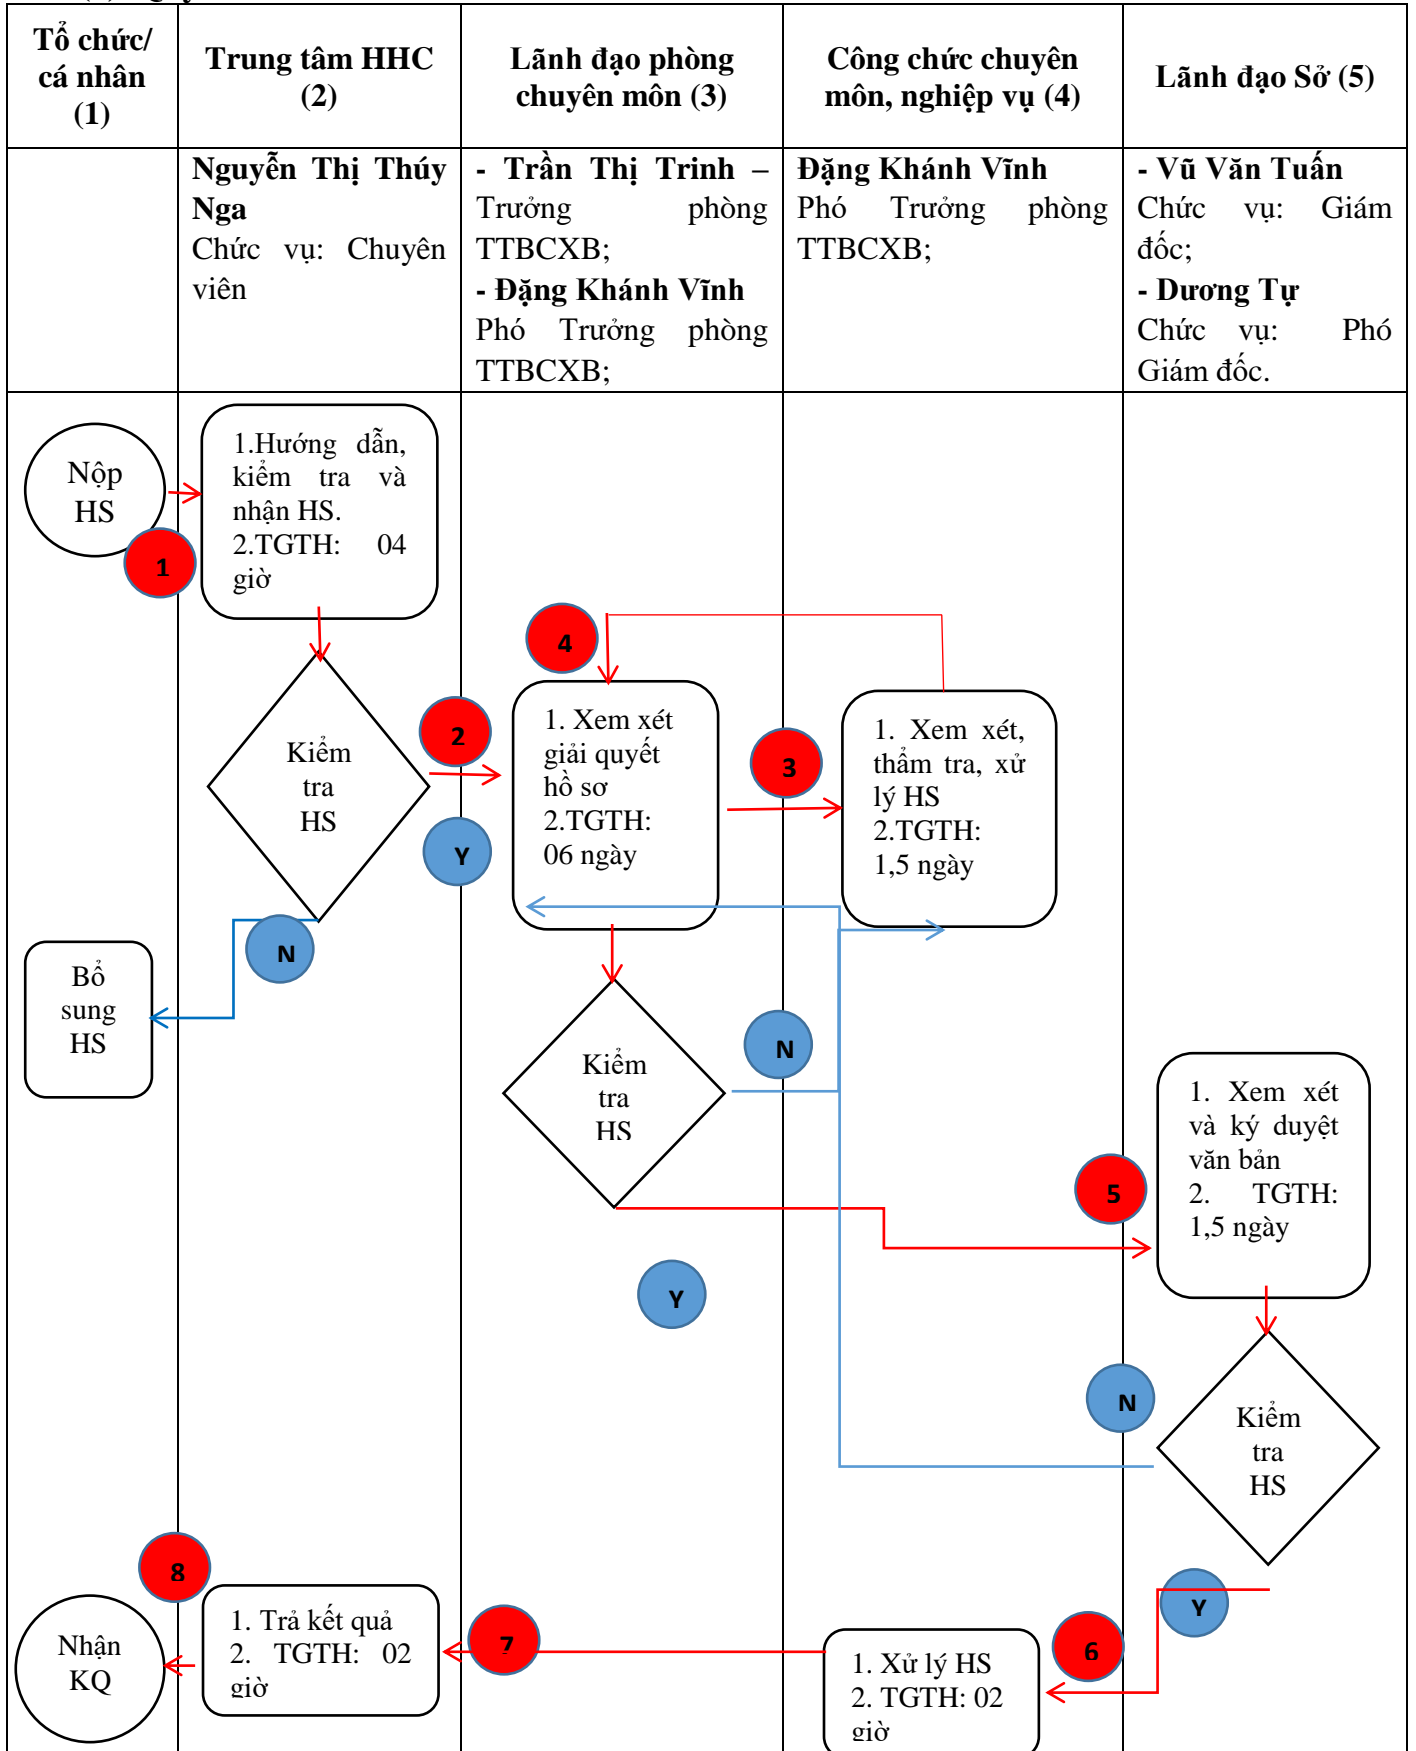 Tổ chức/
cá nhân
(1)
Trung tâm HHC
(2)
Lãnh đạo phòng
chuyên môn (3)
Công chức chuyên
môn, nghiệp vụ (4)
Lãnh đạo Sở (5)
Nguyễn Thị Thúy
Nga
Chức vụ: Chuyên
viên
- Trần Thị Trinh –
Trưởng phòng
TTBCXB;
- Đặng Khánh Vĩnh
Phó Trưởng phòng
TTBCXB;
Đặng Khánh Vĩnh
Phó Trưởng phòng
TTBCXB;
- Vũ Văn Tuấn
Chức vụ: Giám
đốc;
- Dương Tự
Chức vụ: Phó
Giám đốc.
Nộp
HS
1
1.Hướng dẫn,
kiểm tra và
nhận HS.
2.TGTH: 04
giờ
Kiểm
tra
HS
2
Y
N
Bổ
sung
HS
4
1. Xem xét
giải quyết
hồ sơ
2.TGTH:
06 ngày
3
1. Xem xét,
thẩm tra, xử
lý HS
2.TGTH:
1,5 ngày
Kiểm
tra
HS
N
Y
5
1. Xem xét
và ký duyệt
văn bản
2. TGTH:
1,5 ngày
N
Kiểm
tra
HS
Y
6
1. Xử lý HS
2. TGTH: 02
giờ
7
1. Trả kết quả
2. TGTH: 02
giờ
8
Nhận
KQ